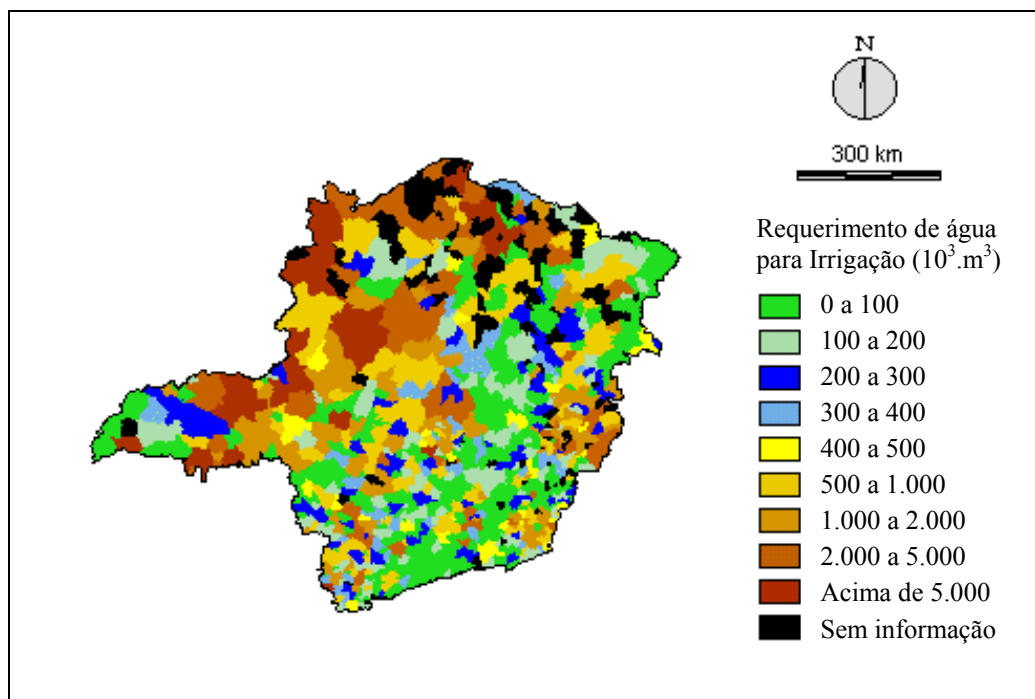 N
300 km
Requerimento de água
para Irrigação (10³.m³)
0 a 100
100 a 200
200 a 300
300 a 400
400 a 500
500 a 1.000
1.000 a 2.000
2.000 a 5.000
Acima de 5.000
Sem informação